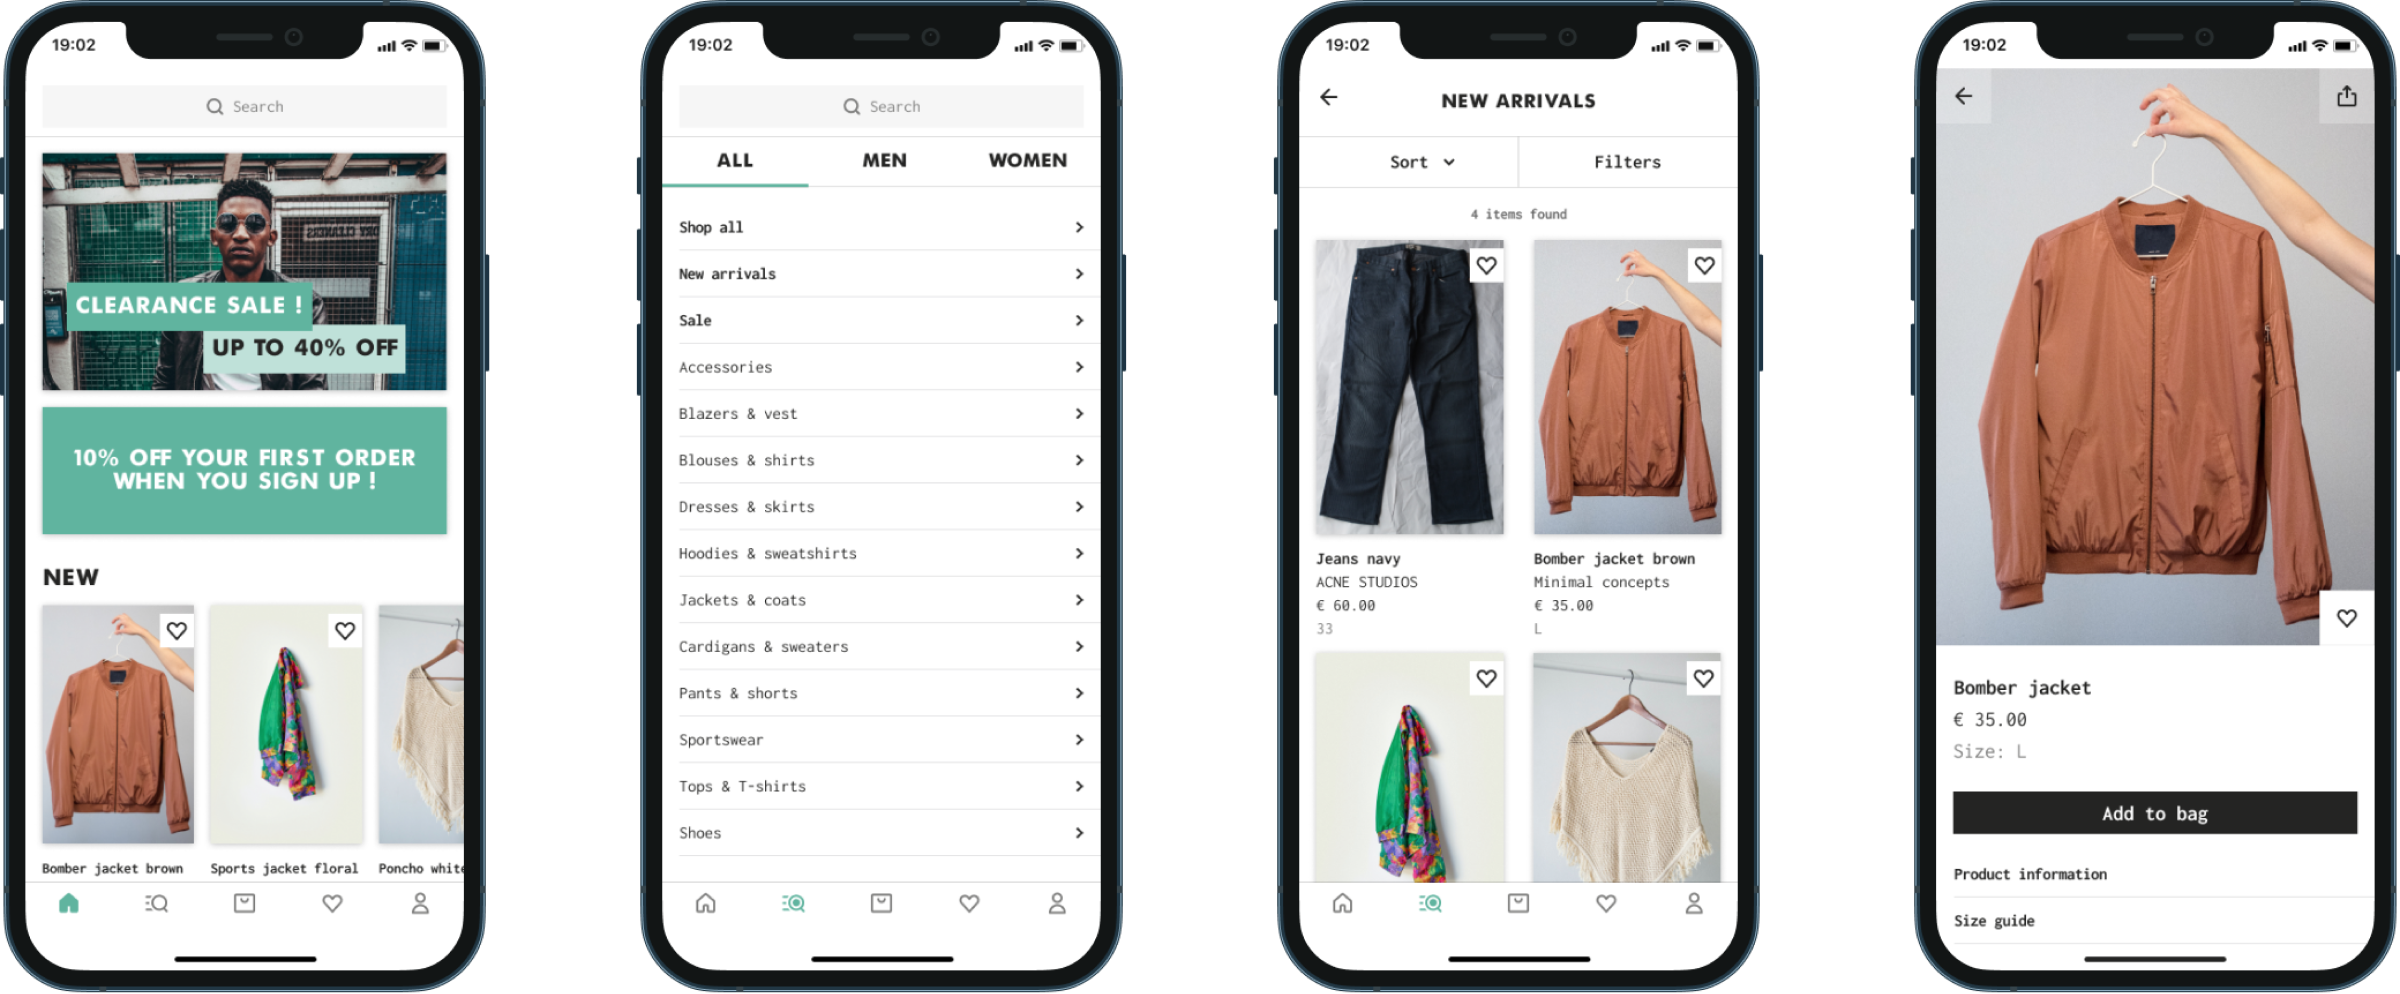 19:02
Search
CLEARANCE SALE !
UP TO 40% OFF
10% OFF YOUR FIRST ORDER
WHEN YOU SIGN UP !
NEW
Bomber jacket brown
Sports jacket floral
Poncho white
19:02
Search
ALL
MEN
WOMEN
Shop all
New arrivals
Sale
Accessories
Blazers & vest
Blouses & shirts
Dresses & skirts
Hoodies & sweatshirts
Jackets & coats
Cardigans & sweaters
Pants & shorts
Sportswear
Tops & T-shirts
Shoes
19:02
NEW ARRIVALS
Sort
Filters
4 items found
Jeans navy
ACNE STUDIOS
€ 60.00
33
Bomber jacket brown
Minimal concepts
€ 35.00
L
19:02
Bomber jacket
€ 35.00
Size: L
Add to bag
Product information
Size guide